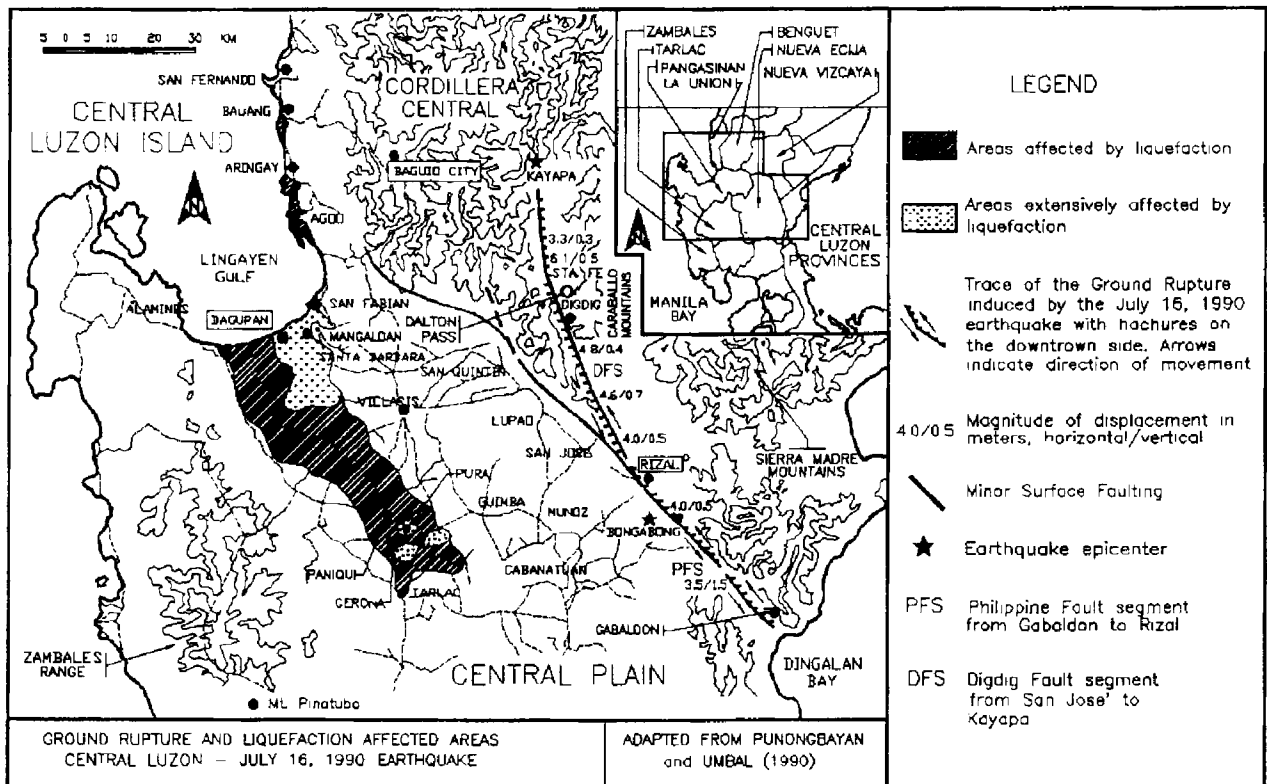 5 0 5 10 20 30 KM
SAN FERNANDO
BAUANG
CENTRAL
LUZON ISLAND
ARINGAY
AGOO
N
CORDILLERA
CENTRAL
BAGUIO CITY
KAYAPA
LINGAYEN
GULF
ALAMINOS
DAGUPAN
SAN FABIAN
MANGALDAN
SANTA BARBARA
DALTON
PASS
SAN QUINTIN
VILLASIS
3.3/0.3
6.1/0.5
STA FE
DIGDIG
CARABALLO
MOUNTAINS
4.8/0.4
DFS
4.6/0.7
LUPAO
4.0/0.5
SAN JOSE
RIZAL
PURA
GUIMBA
MUNOZ
4.0/0.5
BONGABONG
PFS
3.5/1.5
CABANATUAN
PANIQUI
GERONA
TARLAC
GABALDON
SIERRA MADRE
MOUNTAINS
DINGALAN
BAY
ZAMBALES
RANGE
CENTRAL PLAIN
Mt. Pinatubo
ZAMBALES
TARLAC
PANGASINAN
LA UNION
BENGUET
NUEVA ECIJA
NUEVA VIZCAYA
N
CENTRAL
LUZON
PROVINCES
MANILA
BAY
LEGEND
Areas affected by liquefaction
Areas extensively affected by
liquefaction
Trace of the Ground Rupture
induced by the July 16, 1990
earthquake with hachures on
the downtrown side. Arrows
indicate direction of movement
4.0/0.5 Magnitude of displacement in
meters, horizontal/vertical
Minor Surface Faulting
Earthquake epicenter
PFS Philippine Fault segment
from Gabaldan to Rizal
DFS Digdig Fault segment
from San Jose' to
Kayapa
GROUND RUPTURE AND LIQUEFACTION AFFECTED AREAS
CENTRAL LUZON – JULY 16, 1990 EARTHQUAKE
ADAPTED FROM PUNONGBAYAN
and UMBAL (1990)